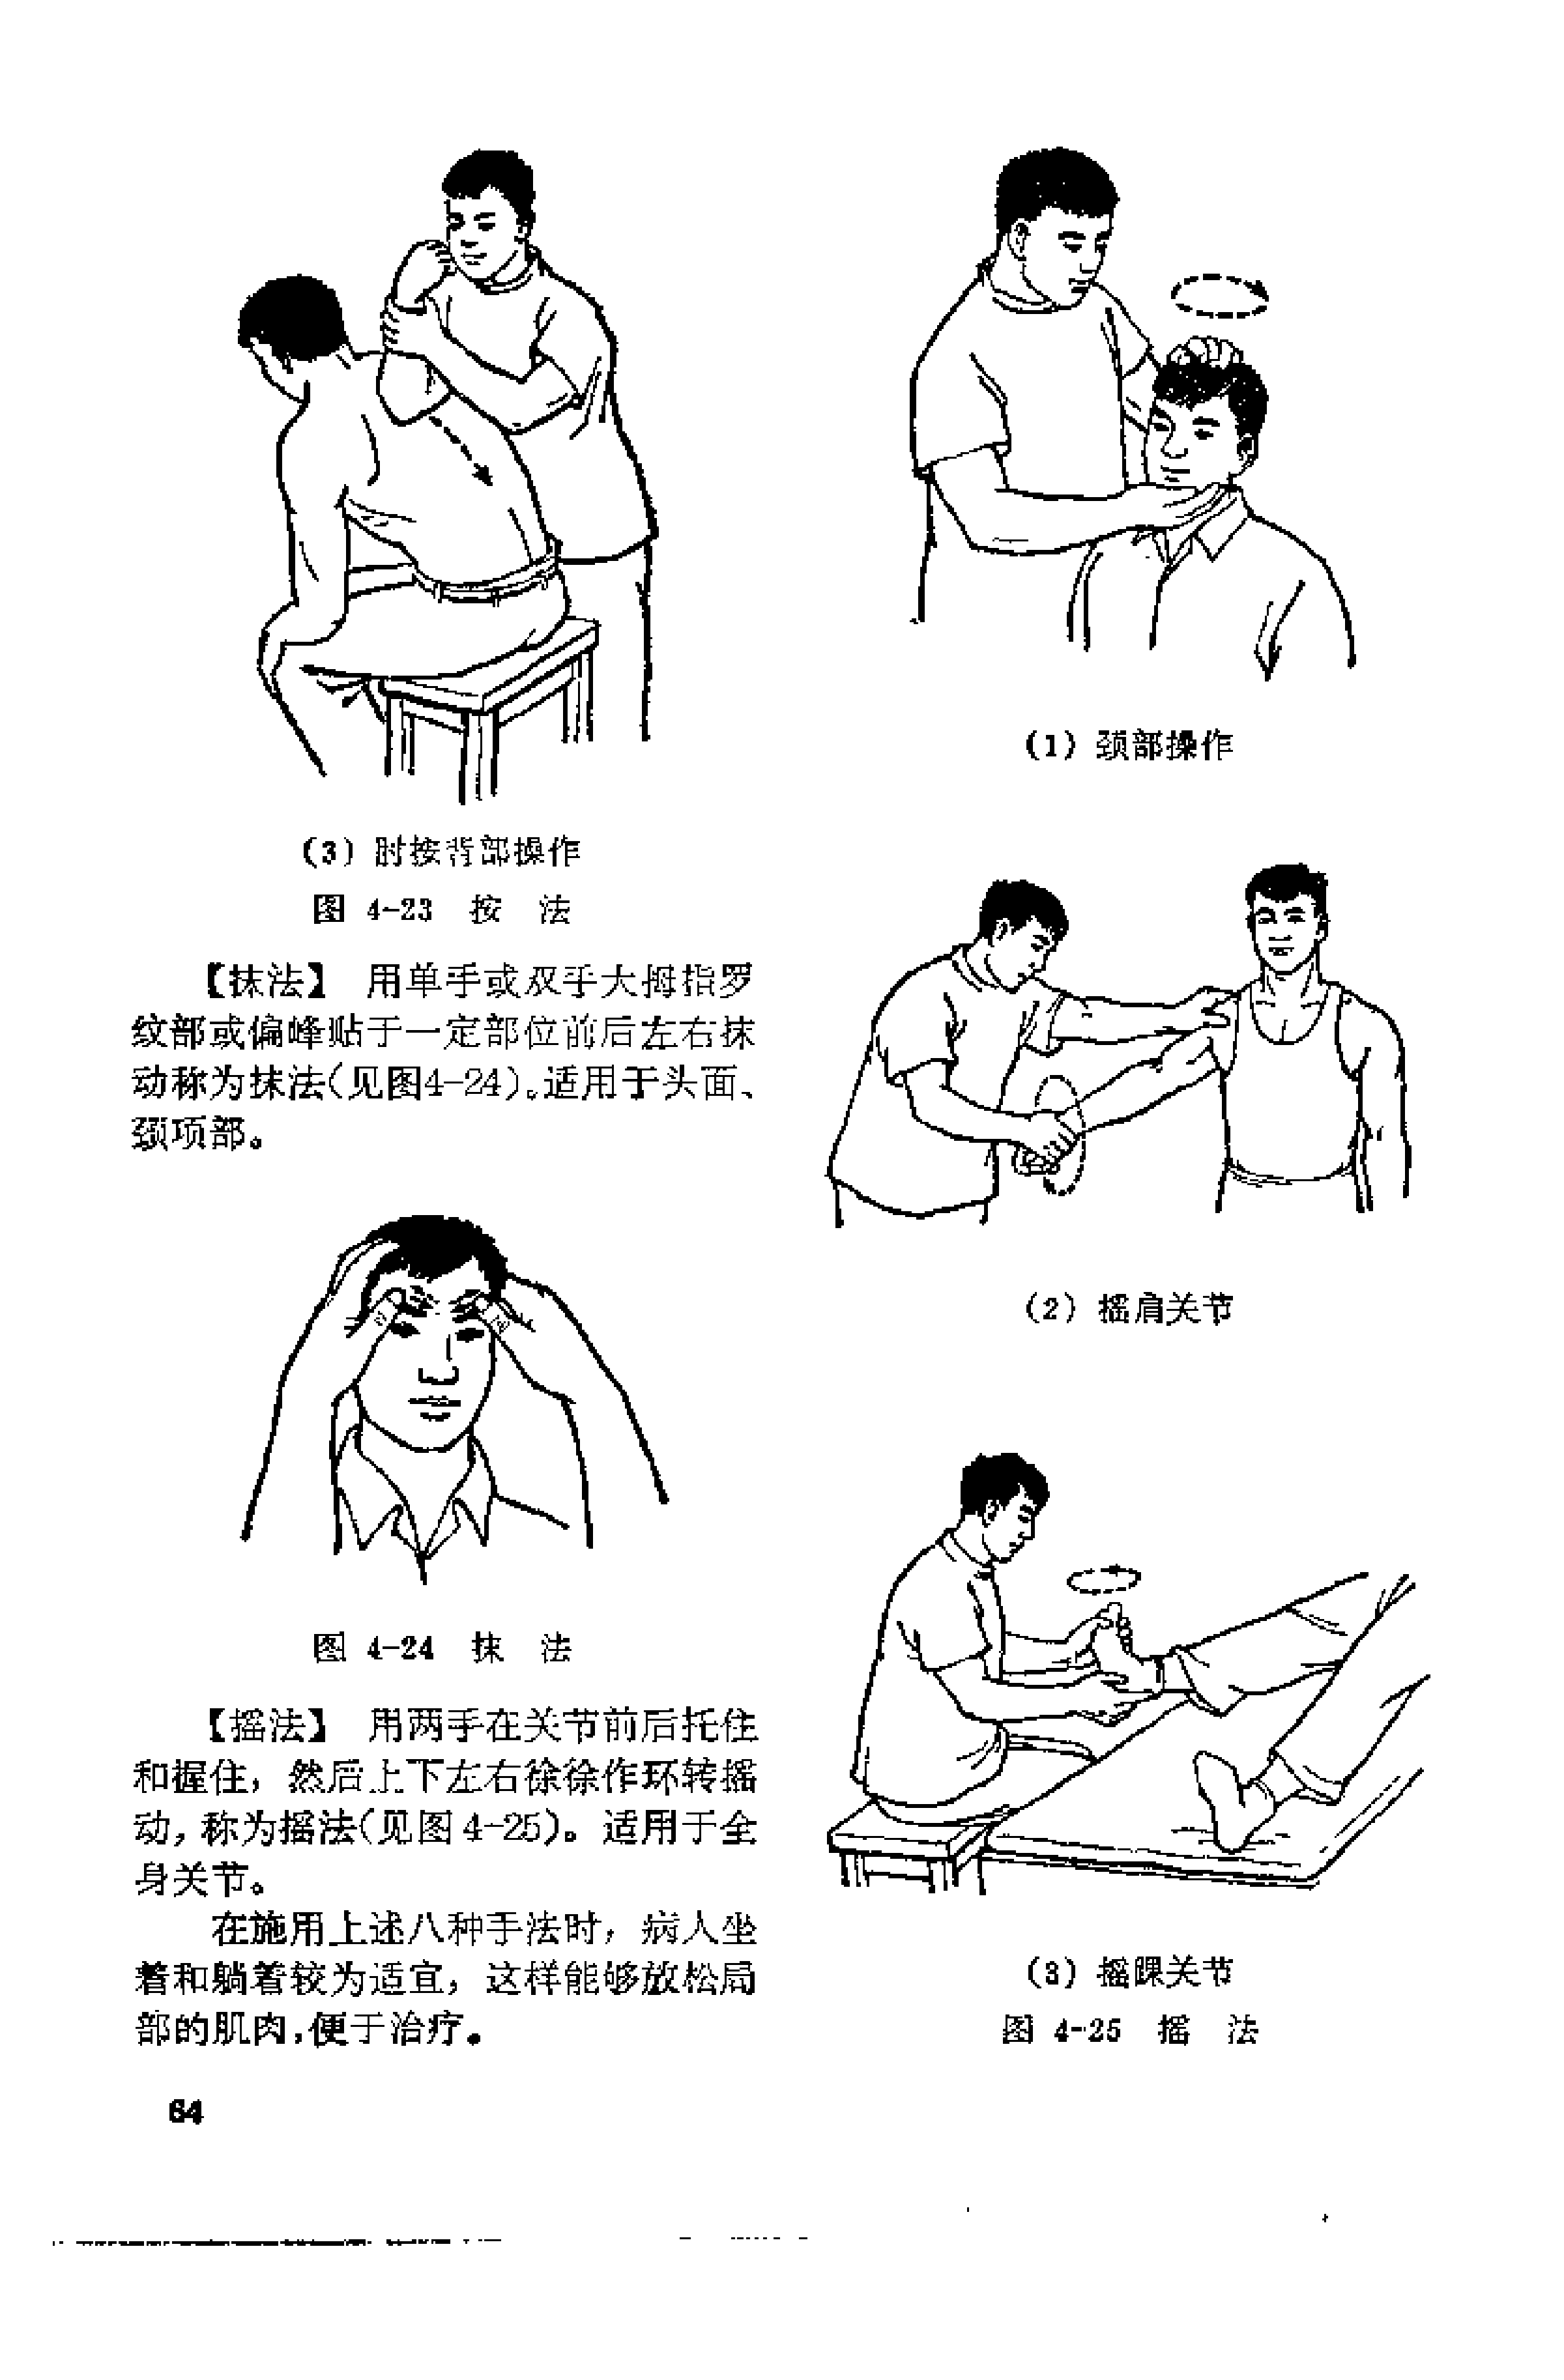 (3) 肘按背部操作
图 4-23 按 法
【抹法】 用单手或双手大拇指罗
纹部或偏峰贴于一定部位前后左右抹
动称为抹法(见图4-24)。适用于头面、
颈项部。
图 4-24 抹 法
【摇法】 用两手在关节前后托住
和握住，然后上下左右徐徐作环转摇
动，称为摇法(见图4-25)。适用于全
身关节。
在施用上述八种手法时，病人坐
着和躺着较为适宜，这样能够放松局
部的肌肉，便于治疗。
64
(1) 颈部操作
(2) 摇肩关节
(3) 摇踝关节
图 4-25 摇 法